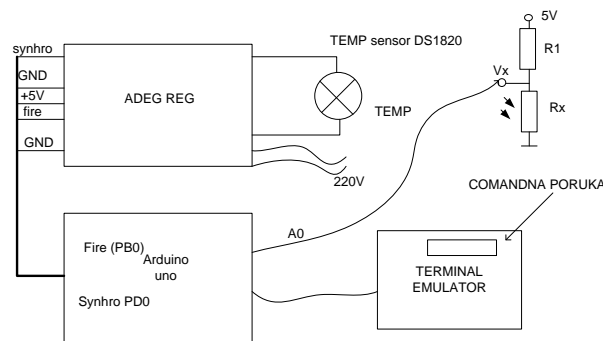 synhro
GND
+5V
fire
GND
ADEG REG
TEMP sensor DS1820
TEMP
220V
5V
R1
Vx
Rx
COMANDNA PORUKA
A0
Fire (PB0)
Arduino
uno
Synhro PD0
TERMINAL
EMULATOR